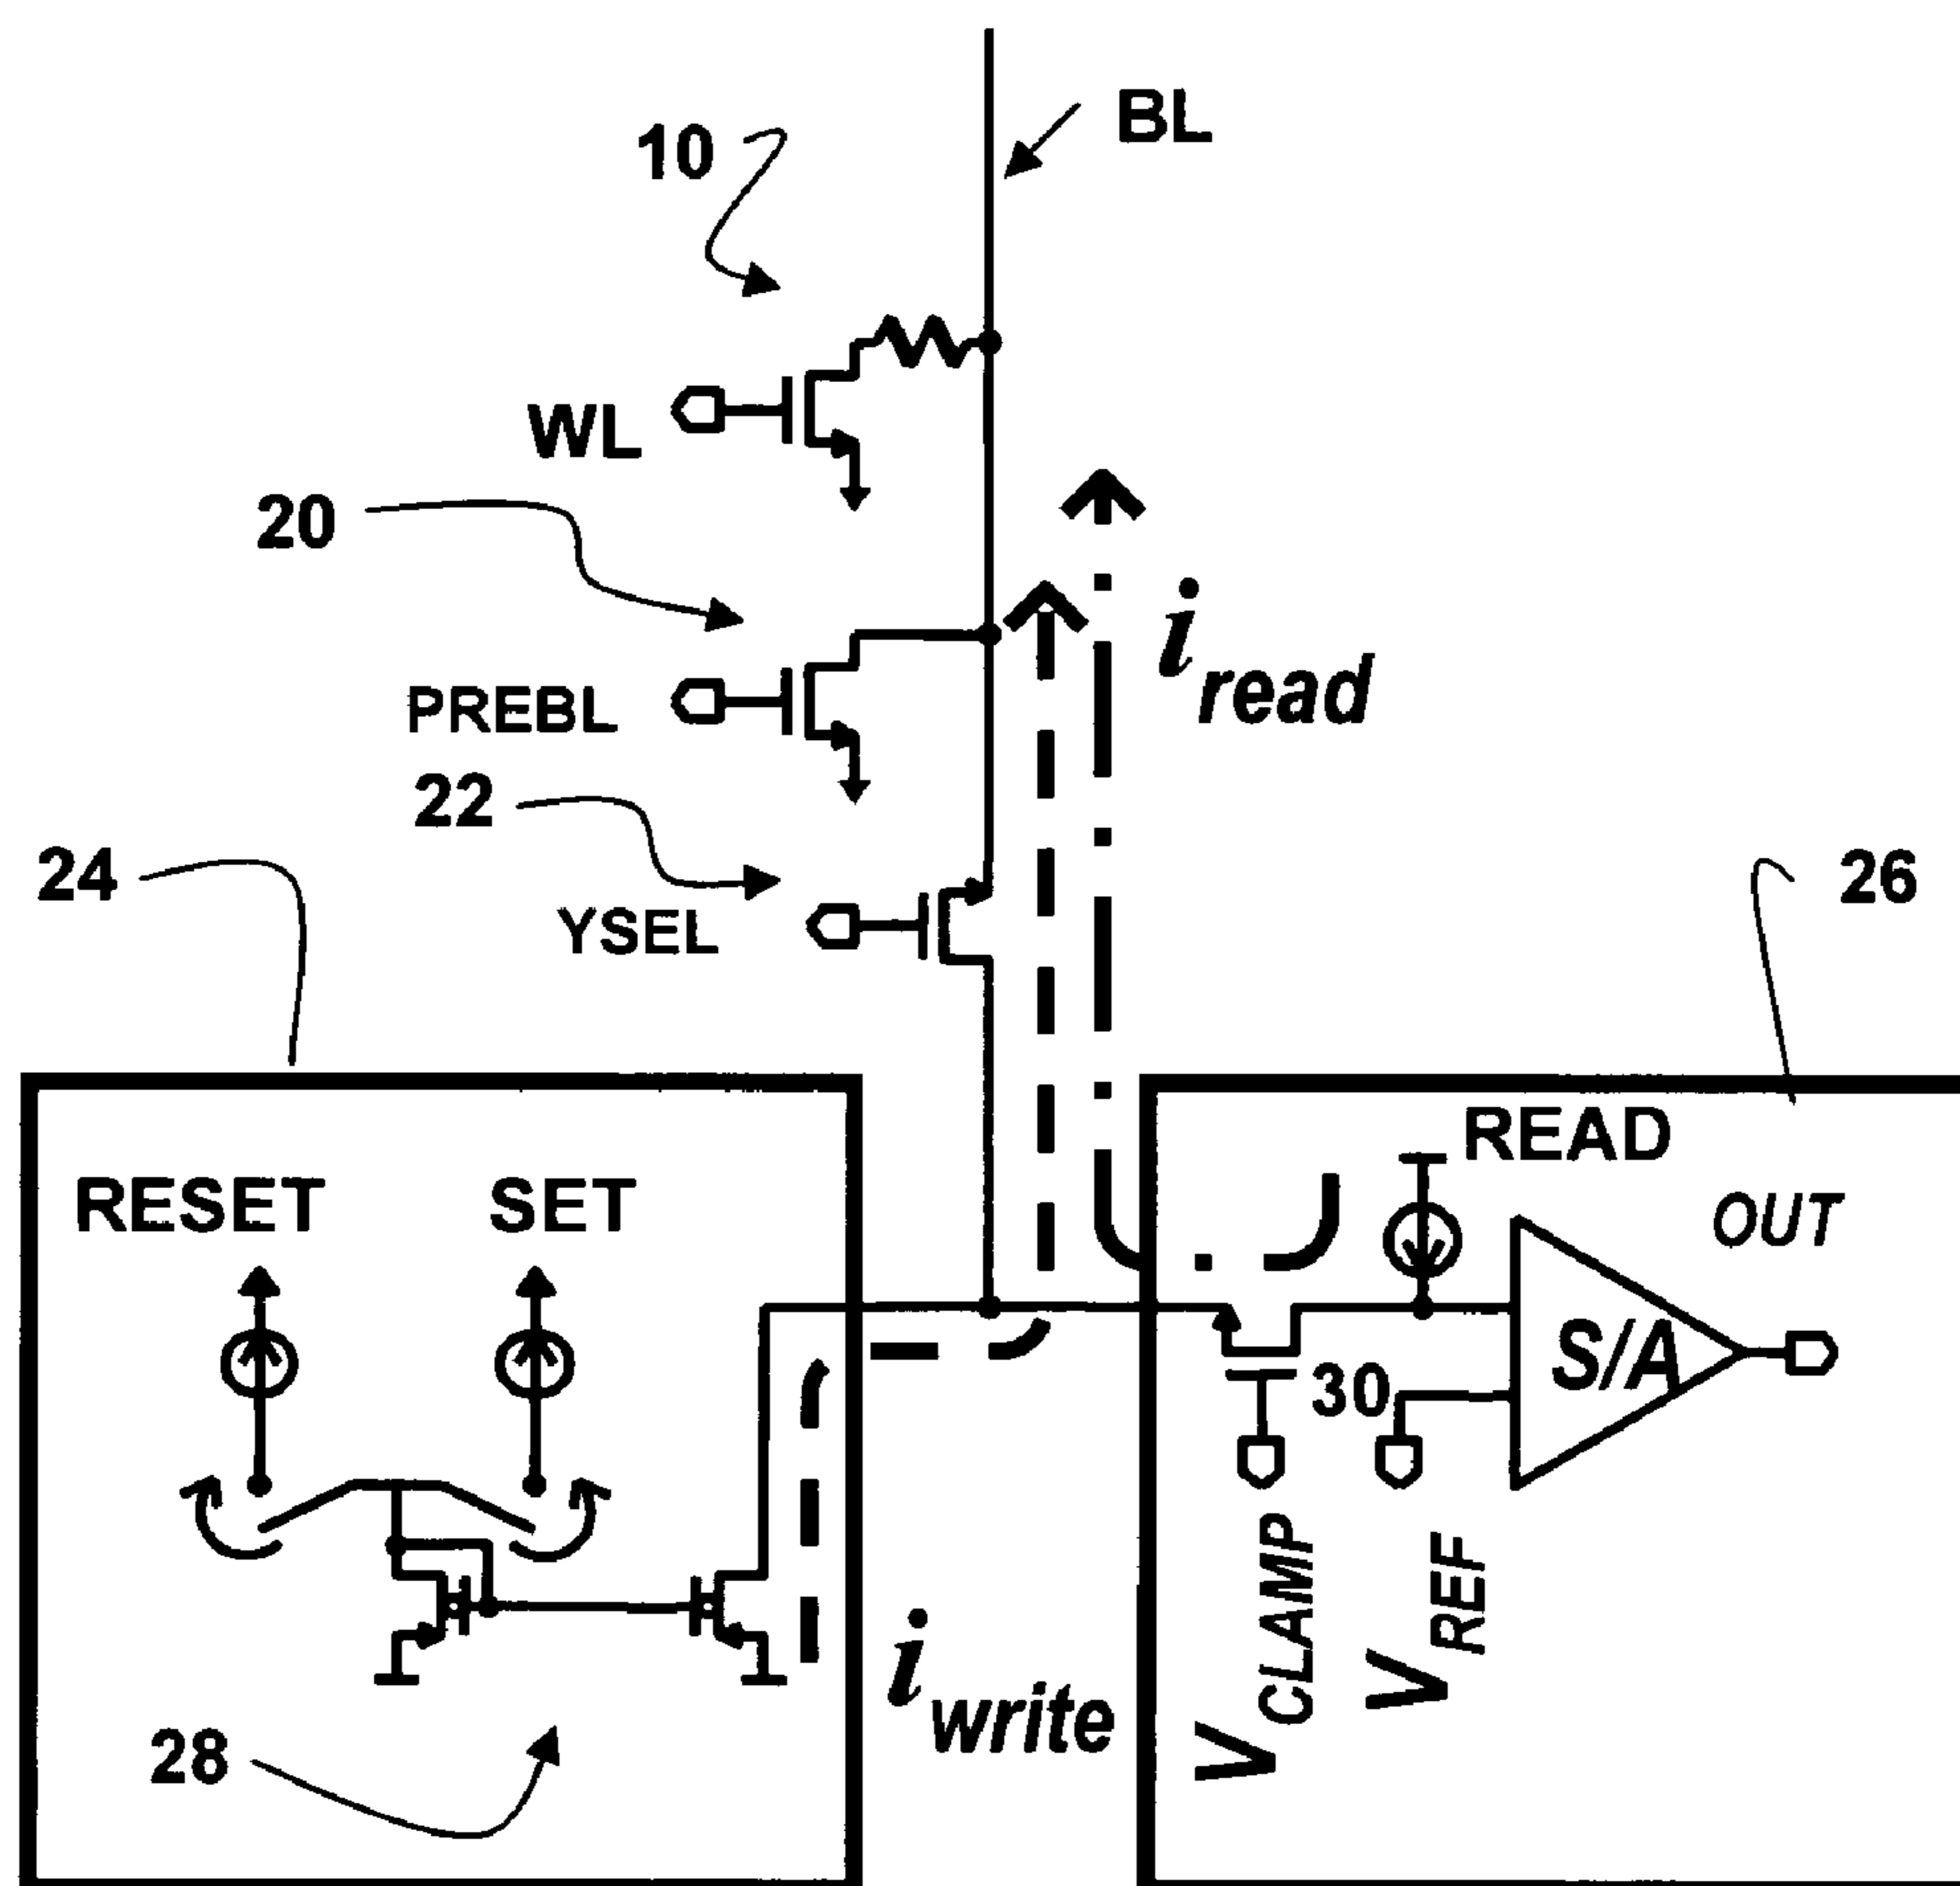 BL
10
WL
20
i read
PREBL
22
24
26
YSEL
READ
RESET
SET
OUT
S/A
30
V CLAMP
V REF
i write
28